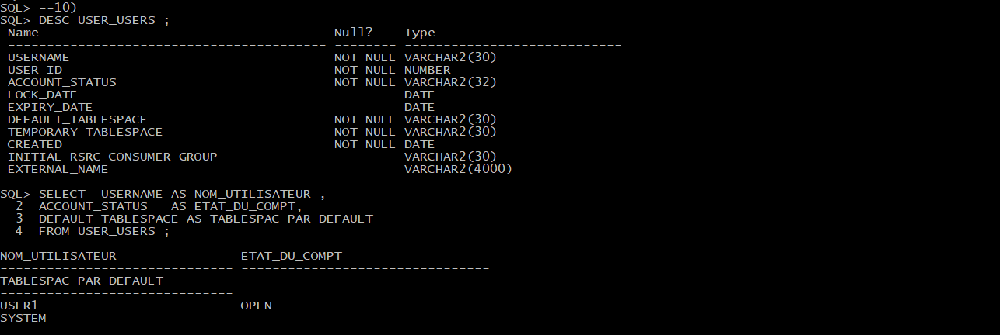 SQL> --10)
SQL> DESC USER_USERS ;
 Name                                      Null?    Type
 ----------------------------------------- -------- ----------------------------
 USERNAME                                  NOT NULL VARCHAR2(30)
 USER_ID                                   NOT NULL NUMBER
 ACCOUNT_STATUS                            NOT NULL VARCHAR2(32)
 LOCK_DATE                                          DATE
 EXPIRY_DATE                                        DATE
 DEFAULT_TABLESPACE                        NOT NULL VARCHAR2(30)
 TEMPORARY_TABLESPACE                      NOT NULL VARCHAR2(30)
 CREATED                                   NOT NULL DATE
 INITIAL_RSRC_CONSUMER_GROUP                        VARCHAR2(30)
 EXTERNAL_NAME                                      VARCHAR2(4000)
SQL> SELECT  USERNAME AS NOM_UTILISATEUR ,
  2  ACCOUNT_STATUS   AS ETAT_DU_COMPT,
  3  DEFAULT_TABLESPACE AS TABLESPAC_PAR_DEFAULT
  4  FROM USER_USERS ;
NOM_UTILISATEUR                ETAT_DU_COMPT
------------------------------ --------------------------------
TABLESPAC_PAR_DEFAULT
------------------------------
USER1                          OPEN
SYSTEM